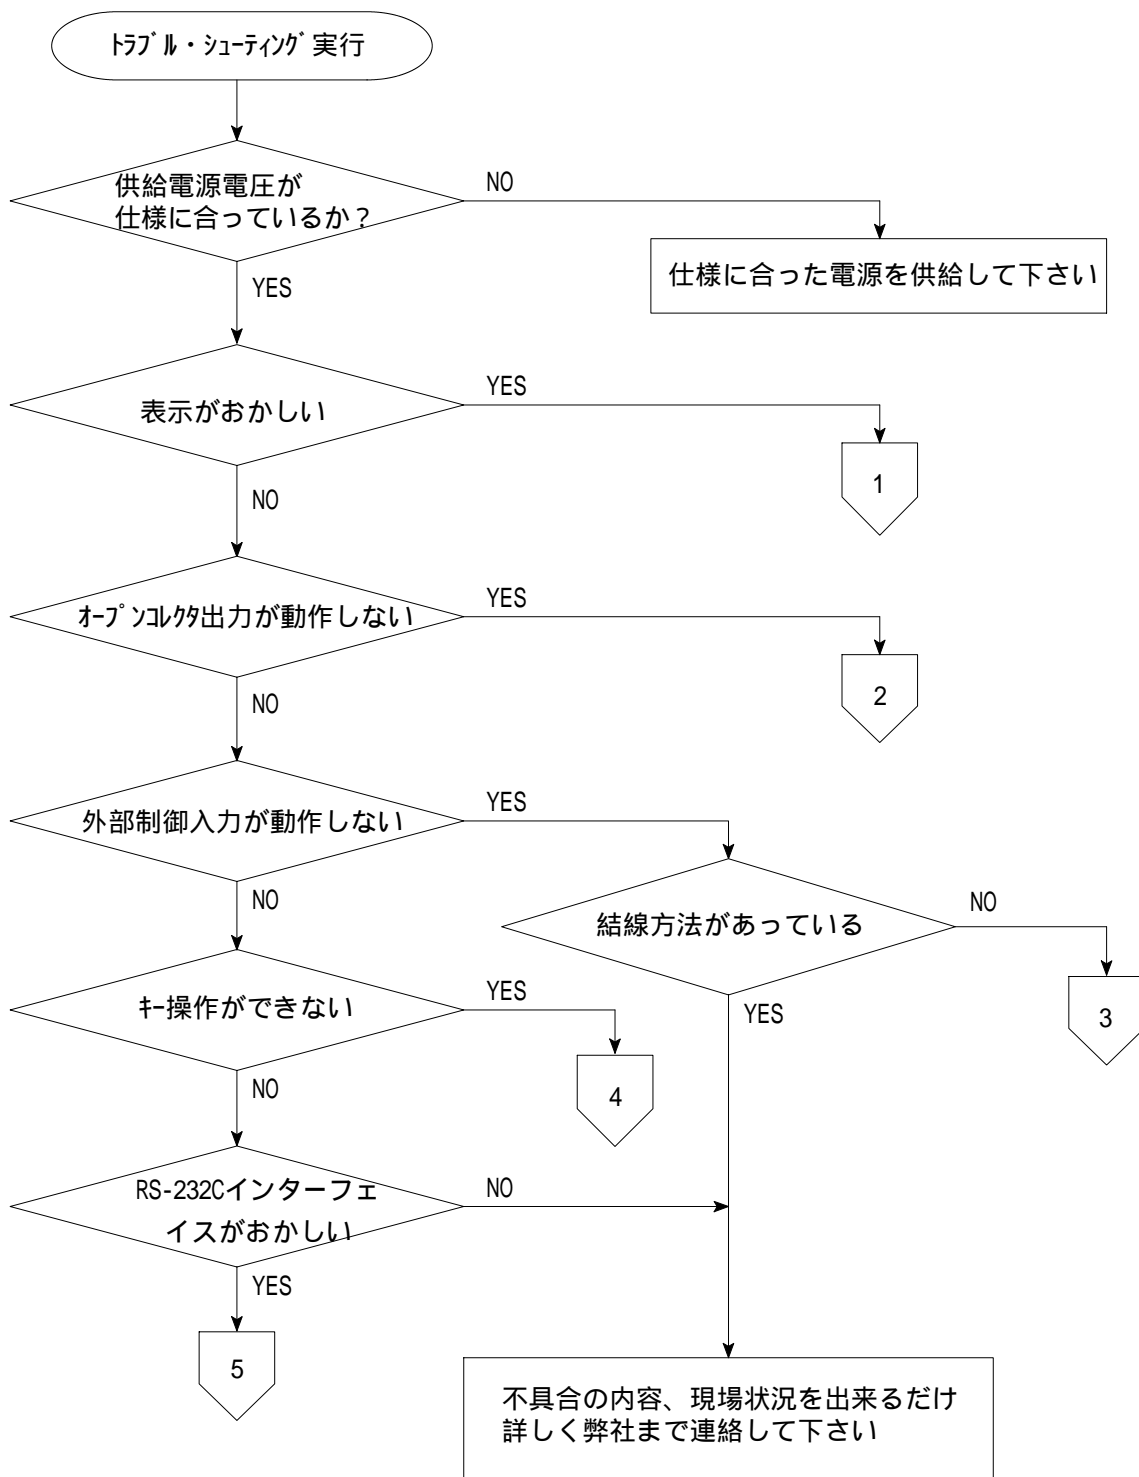 ﾄﾗﾌﾞﾙ・ｼｭｰﾃｨﾝｸﾞ実行
供給電源電圧が
仕様に合っているか？
NO
仕様に合った電源を供給して下さい
YES
表示がおかしい
YES
1
NO
ｵｰﾌﾟﾝｺﾚｸﾀ出力が動作しない
YES
2
NO
外部制御入力が動作しない
YES
NO
結線方法があっている
NO
3
YES
ｷｰ操作ができない
YES
4
NO
RS-232Cインターフェ
イスがおかしい
NO
YES
5
不具合の内容、現場状況を出来るだけ
詳しく弊社まで連絡して下さい